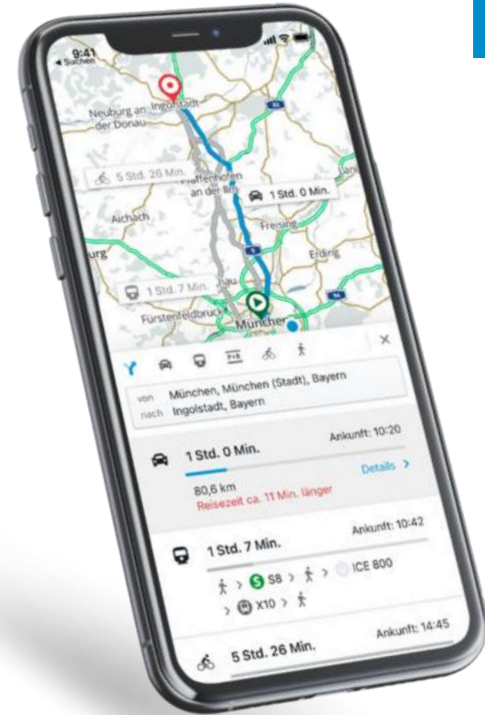 9:41
Suchen
Neuburg an
der Donau
Ingolstadt
5 Std. 26 Min.
Pfaffenhofen
an der Ilm
1 Std. 0 Min.
Aichach
Freising
Erding
1 Std. 7 Min.
Fürstenfeldbruck
München
P+R
von München, München (Stadt), Bayern
nach Ingolstadt, Bayern
1 Std. 0 Min. Ankunft: 10:20
80,6 km Details >
Reisezeit ca. 11 Min. länger
1 Std. 7 Min. Ankunft: 10:42
> S S8 > > ICE 800
> X10 >
5 Std. 26 Min. Ankunft: 14:45